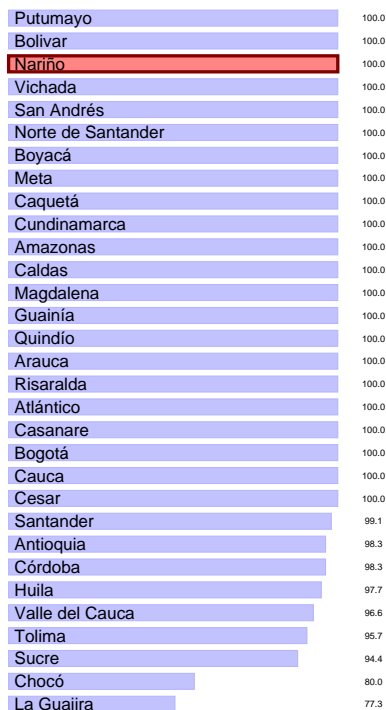 Putumayo 100.0
Bolivar 100.0
Nariño 100.0
Vichada 100.0
San Andrés 100.0
Norte de Santander 100.0
Boyacá 100.0
Meta 100.0
Caquetá 100.0
Cundinamarca 100.0
Amazonas 100.0
Caldas 100.0
Magdalena 100.0
Guainía 100.0
Quindío 100.0
Arauca 100.0
Risaralda 100.0
Atlántico 100.0
Casanare 100.0
Bogotá 100.0
Cauca 100.0
Cesar 100.0
Santander 99.1
Antioquia 98.3
Córdoba 98.3
Huila 97.7
Valle del Cauca 96.6
Tolima 95.7
Sucre 94.4
Chocó 80.0
La Guajira 77.3